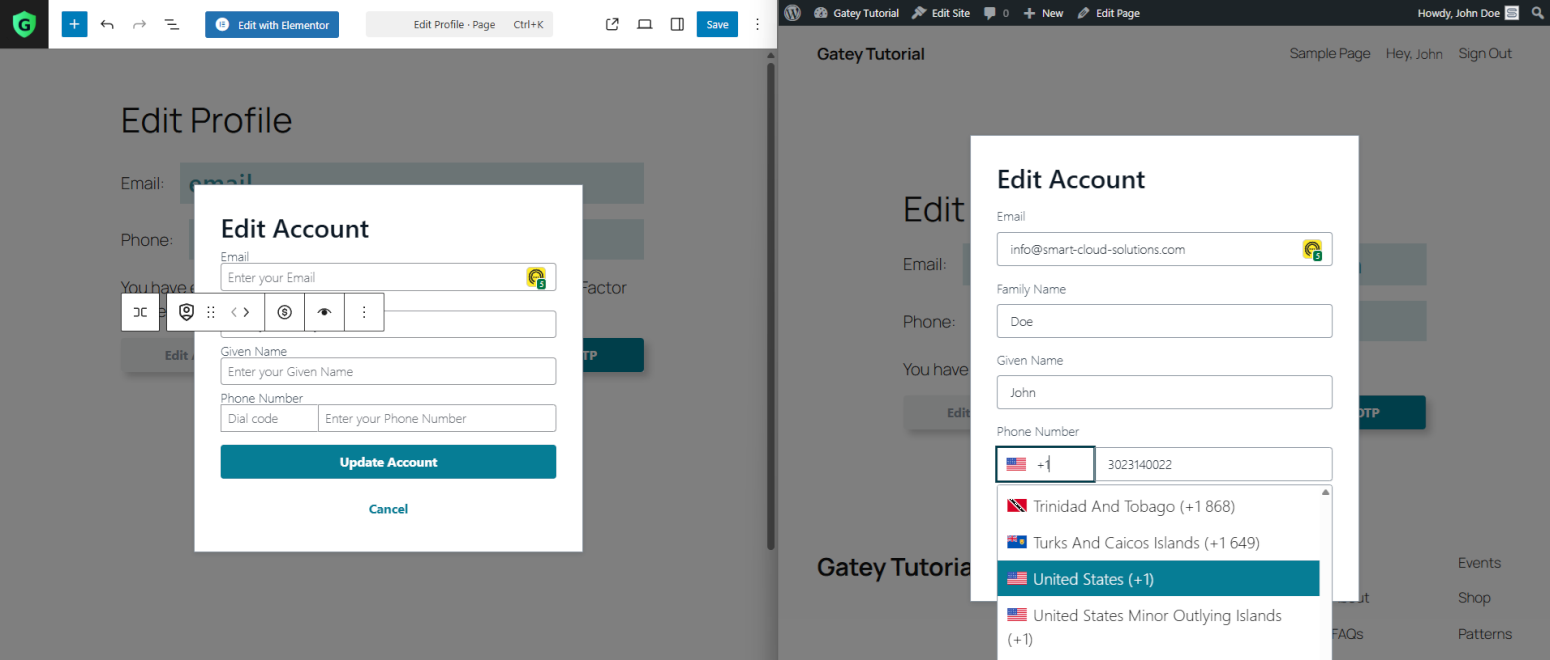 Edit with Elementor
Edit Profile · Page
Ctrl+K
Save
Edit Profile
Email:
email
Phone:
You have
Factor
Edit
TP
Edit Account
Email
Enter your Email
5
Given Name
Enter your Given Name
Phone Number
Dial code
Enter your Phone Number
Update Account
Cancel
Gatey Tutorial
Edit Site
0
New
Edit Page
Howdy, John Doe
Gatey Tutorial
Sample Page
Hey, John
Sign Out
Edit
Email:
Phone:
You have
Edit
OTP
Edit Account
Email
info@smart-cloud-solutions.com
5
Family Name
Doe
Given Name
John
Phone Number
+1
3023140022
Trinidad And Tobago (+1 868)
Turks And Caicos Islands (+1 649)
United States (+1)
United States Minor Outlying Islands
(+1)
Gatey Tutoria
Events
Shop
FAQs
Patterns